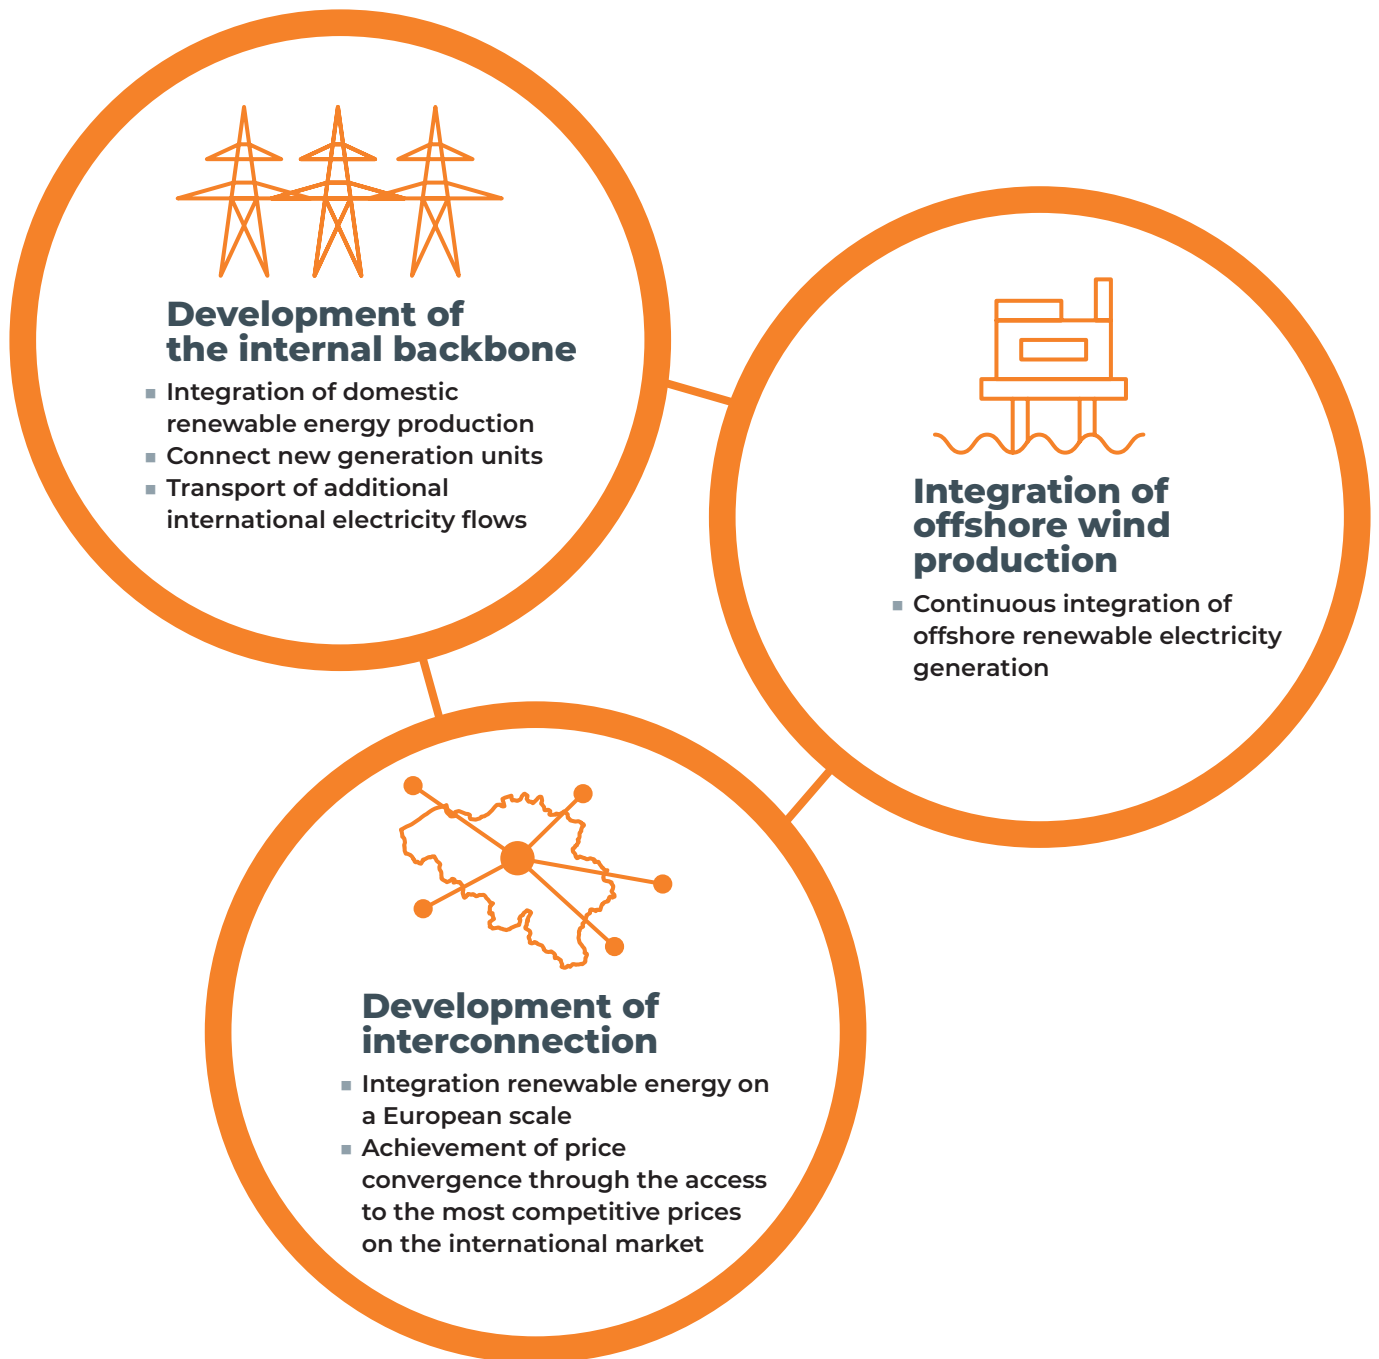 Development of
the internal backbone
Integration of domestic
renewable energy production
Connect new generation units
Transport of additional
international electricity flows
Integration of
offshore wind
production
Continuous integration of
offshore renewable electricity
generation
Development of
interconnection
Integration renewable energy on
a European scale
Achievement of price
convergence through the access
to the most competitive prices
on the international market